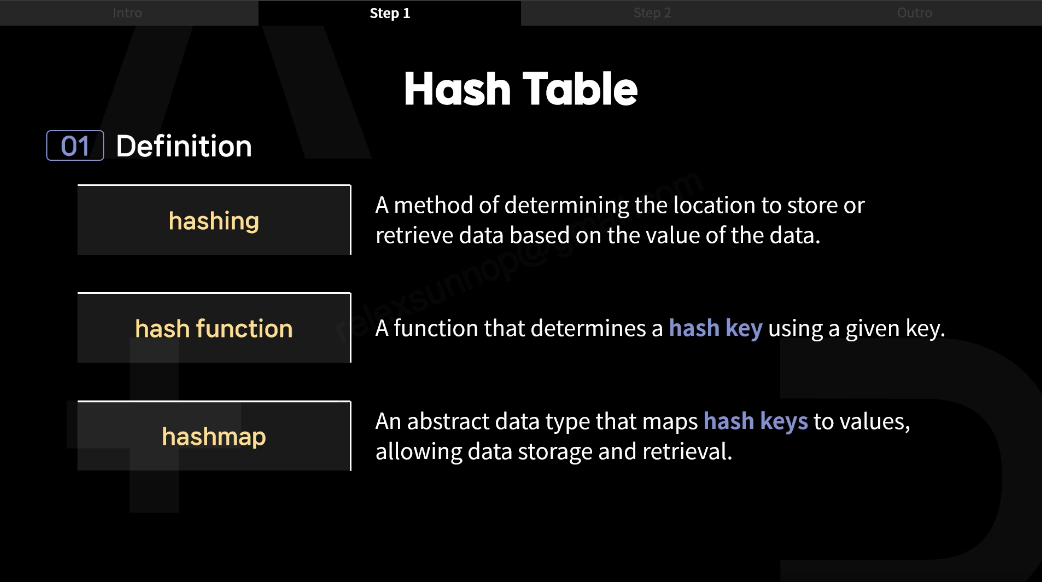 Intro
Step 1
Step 2
Outro
Hash Table
01 Definition
hashing
A method of determining the location to store or
retrieve data based on the value of the data.
hash function
A function that determines a hash key using a given key.
hashmap
An abstract data type that maps hash keys to values,
allowing data storage and retrieval.